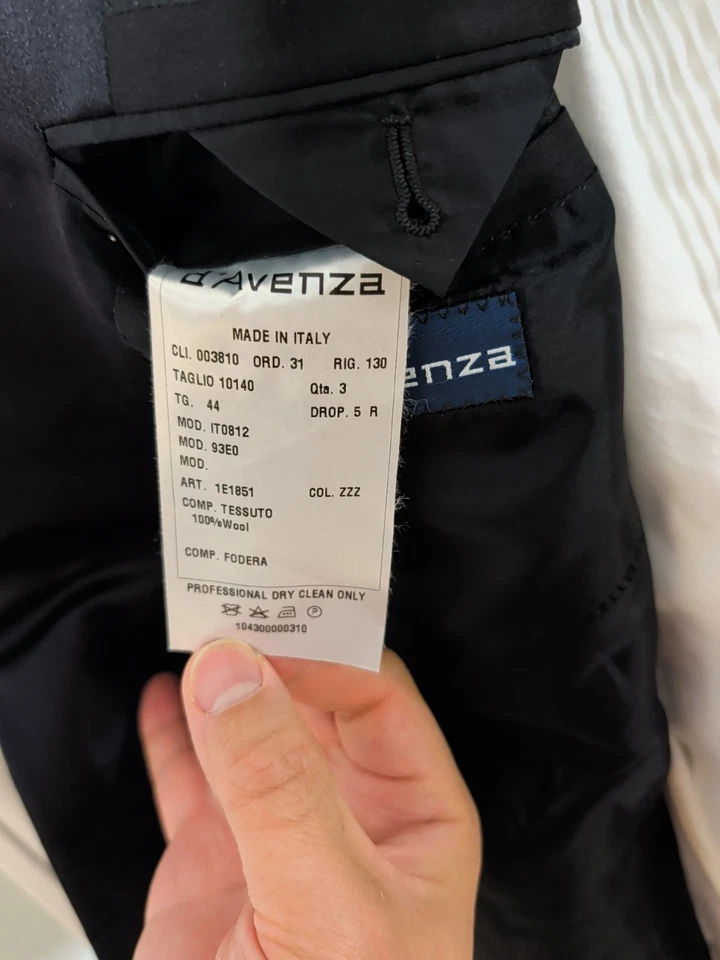 d'Avenza
MADE IN ITALY
CLI. 003810 ORD. 31 RIG. 130
TAGLIO 10140 Qta. 3
TG. 44 DROP. 5 R
MOD. IT0812
MOD. 93E0
MOD.
ART. 1E1851 COL. ZZZ
COMP. TESSUTO
100%Wool
COMP. FODERA
PROFESSIONAL DRY CLEAN ONLY
P
104300000310
enza